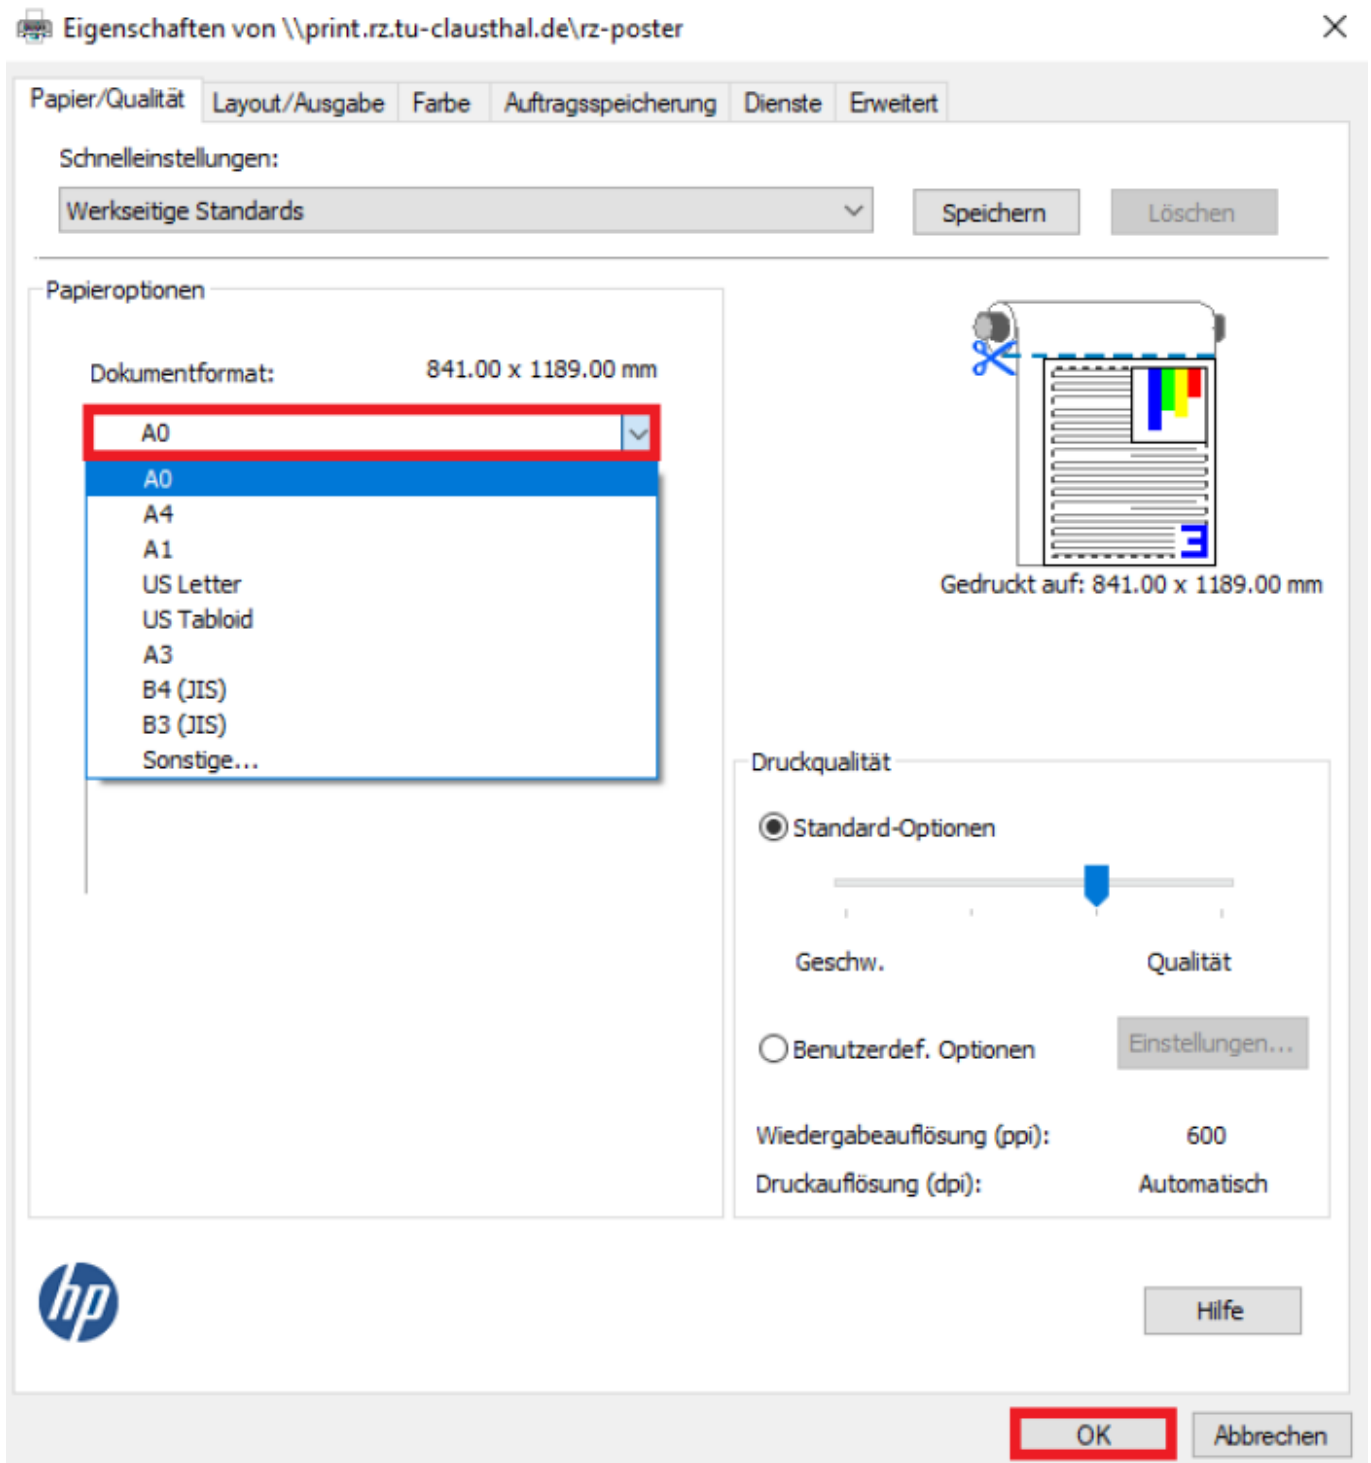 Eigenschaften von \\print.rz.tu-clausthal.de\rz-poster
Papier/Qualität Layout/Ausgabe Farbe Auftragsspeicherung Dienste Erweitert
Schnelleinstellungen:
Werkseitige Standards Speichern Löschen
Papieroptionen
Dokumentformat: 841.00 x 1189.00 mm
A0
A0
A4
A1
US Letter
US Tabloid
A3
B4 (JIS)
B3 (JIS)
Sonstige...
Gedruckt auf: 841.00 x 1189.00 mm
Druckqualität
Standard-Optionen
Geschw. Qualität
Benutzerdef. Optionen Einstellungen...
Wiedergabeauflösung (ppi): 600
Druckauflösung (dpi): Automatisch
hp
Hilfe
OK Abbrechen